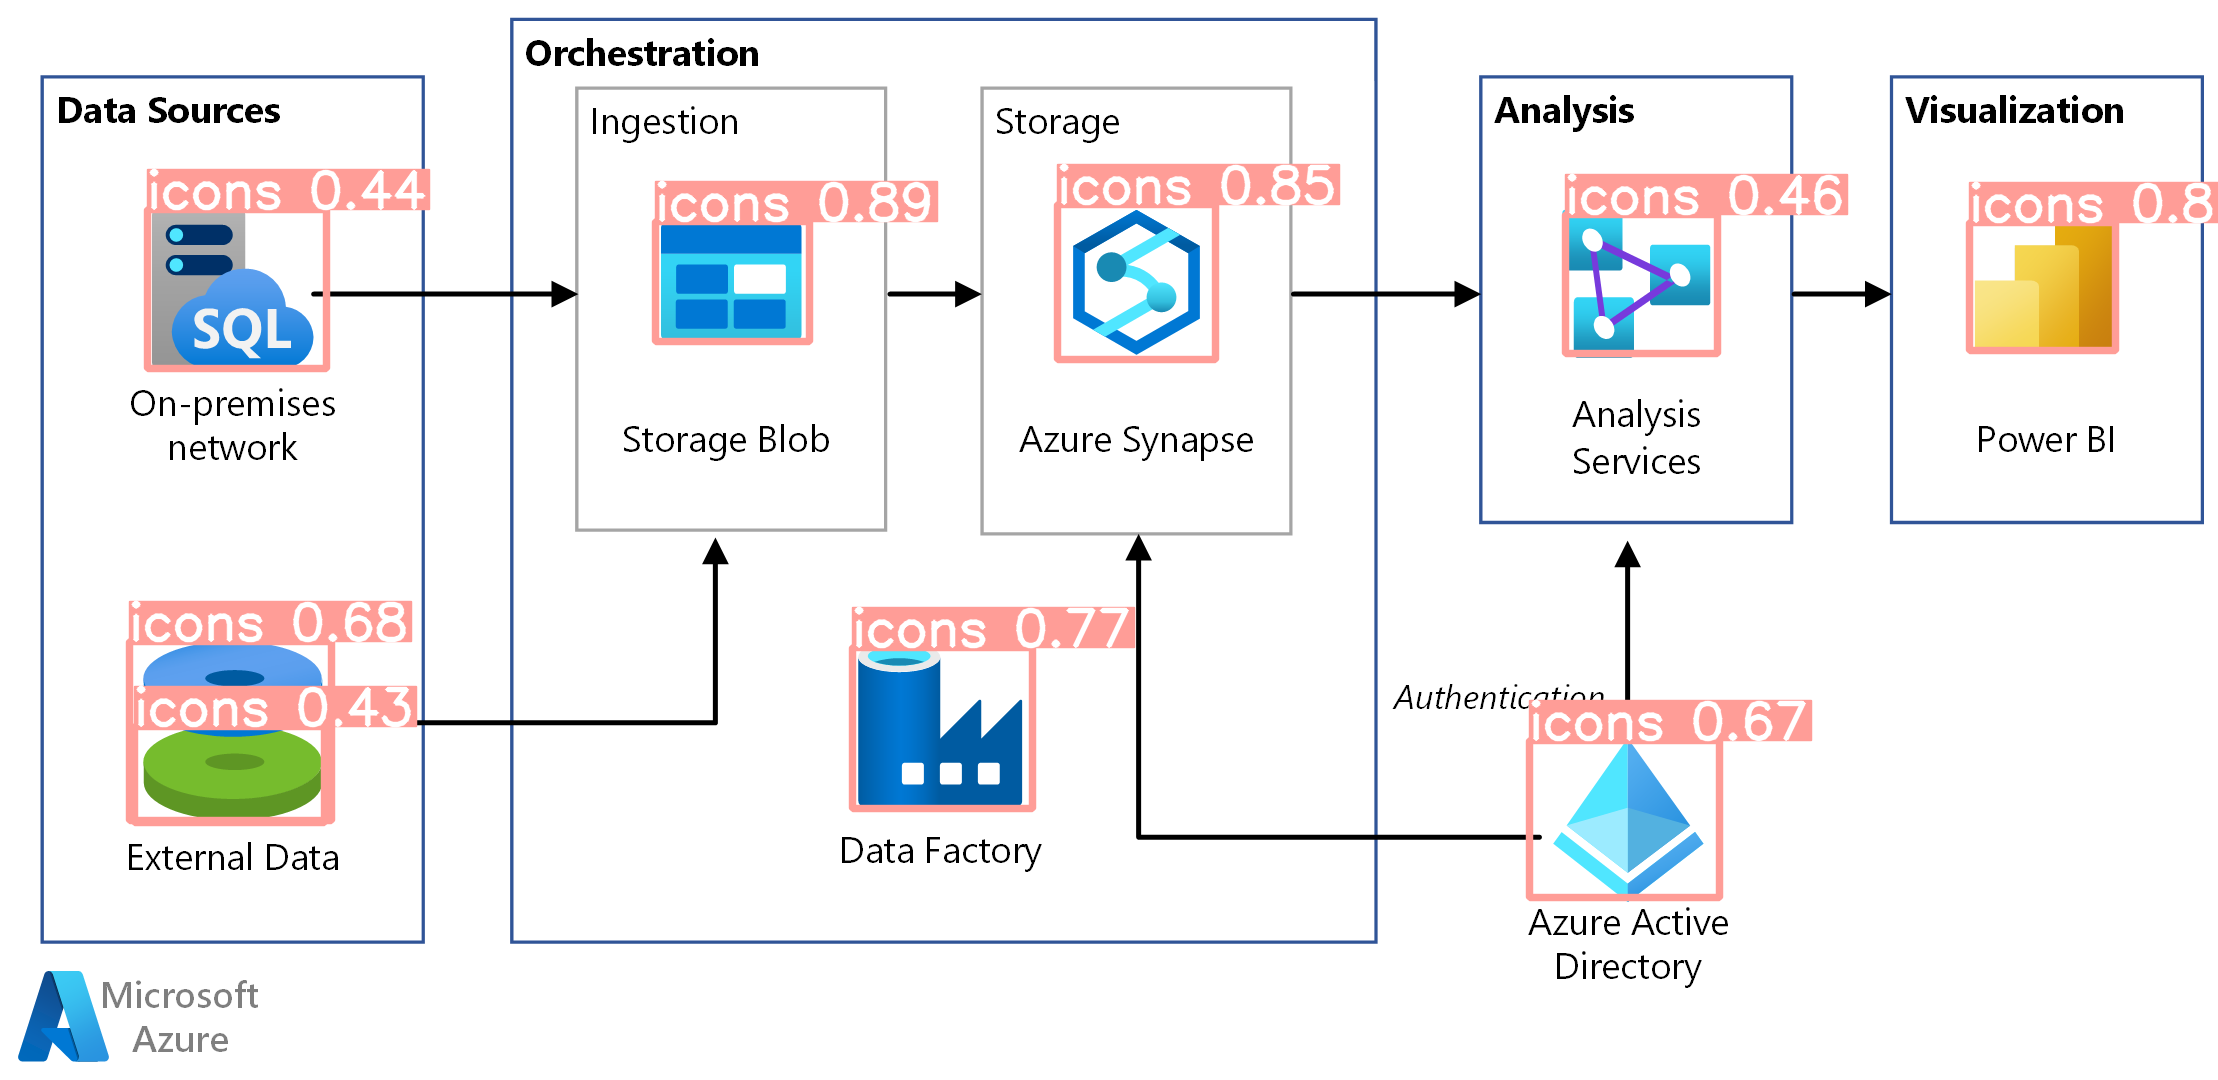 Orchestration
Data Sources
Ingestion
Storage
Analysis
Visualization
icons 0.44
icons 0.89
icons 0.85
icons 0.46
icons 0.8
SQL
On-premises
network
Storage Blob
Azure Synapse
Analysis
Services
Power BI
icons 0.68
icons 0.43
icons 0.77
Authentication
icons 0.67
External Data
Data Factory
Azure Active
Directory
Microsoft
Azure